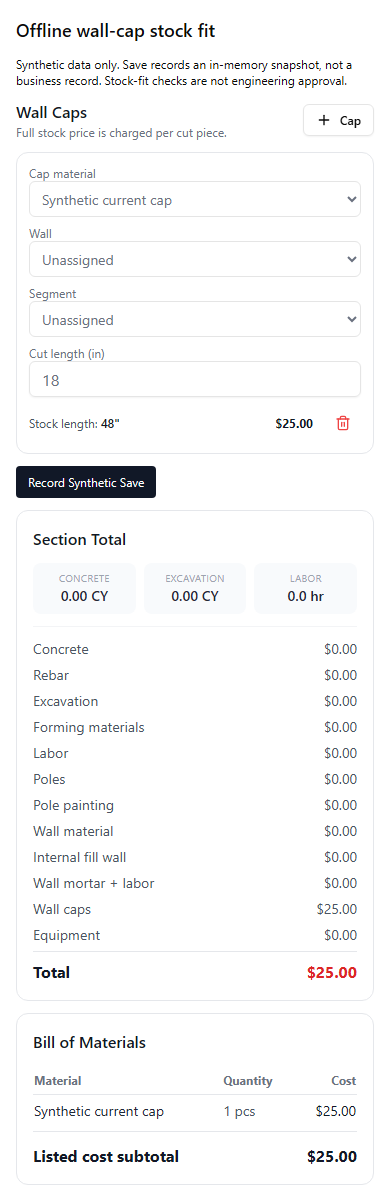 Offline wall-cap stock fit
Synthetic data only. Save records an in-memory snapshot, not a
business record. Stock-fit checks are not engineering approval.
Wall Caps
Full stock price is charged per cut piece.
+ Cap
Cap material
Synthetic current cap
Wall
Unassigned
Segment
Unassigned
Cut length (in)
18
Stock length: 48" $25.00
Record Synthetic Save
Section Total
CONCRETE EXCAVATION LABOR
0.00 CY 0.00 CY 0.0 hr
Concrete $0.00
Rebar $0.00
Excavation $0.00
Forming materials $0.00
Labor $0.00
Poles $0.00
Pole painting $0.00
Wall material $0.00
Internal fill wall $0.00
Wall mortar + labor $0.00
Wall caps $25.00
Equipment $0.00
Total $25.00
Bill of Materials
Material Quantity Cost
Synthetic current cap 1 pcs $25.00
Listed cost subtotal $25.00